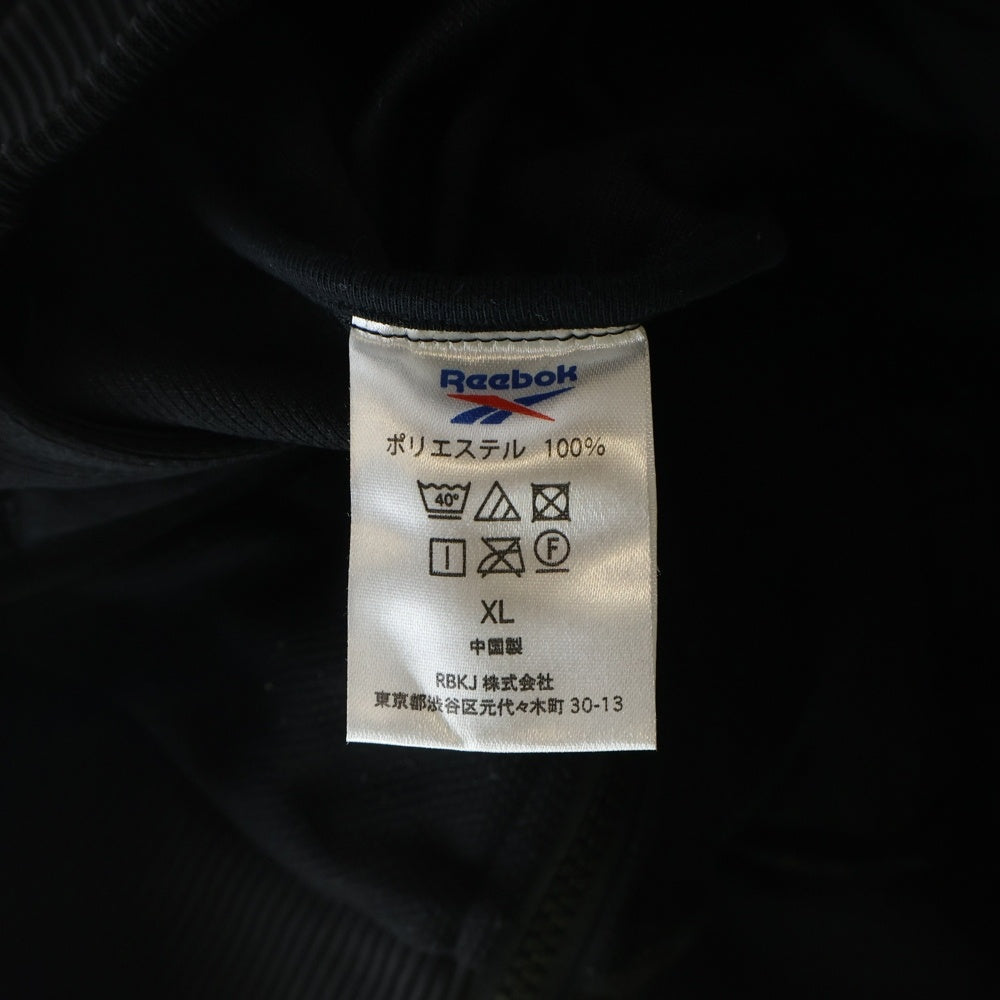 Reebok
ポリエステル 100%
40°
F
XL
中国製
RBKJ 株式会社
東京都渋谷区元代々木町 30-13